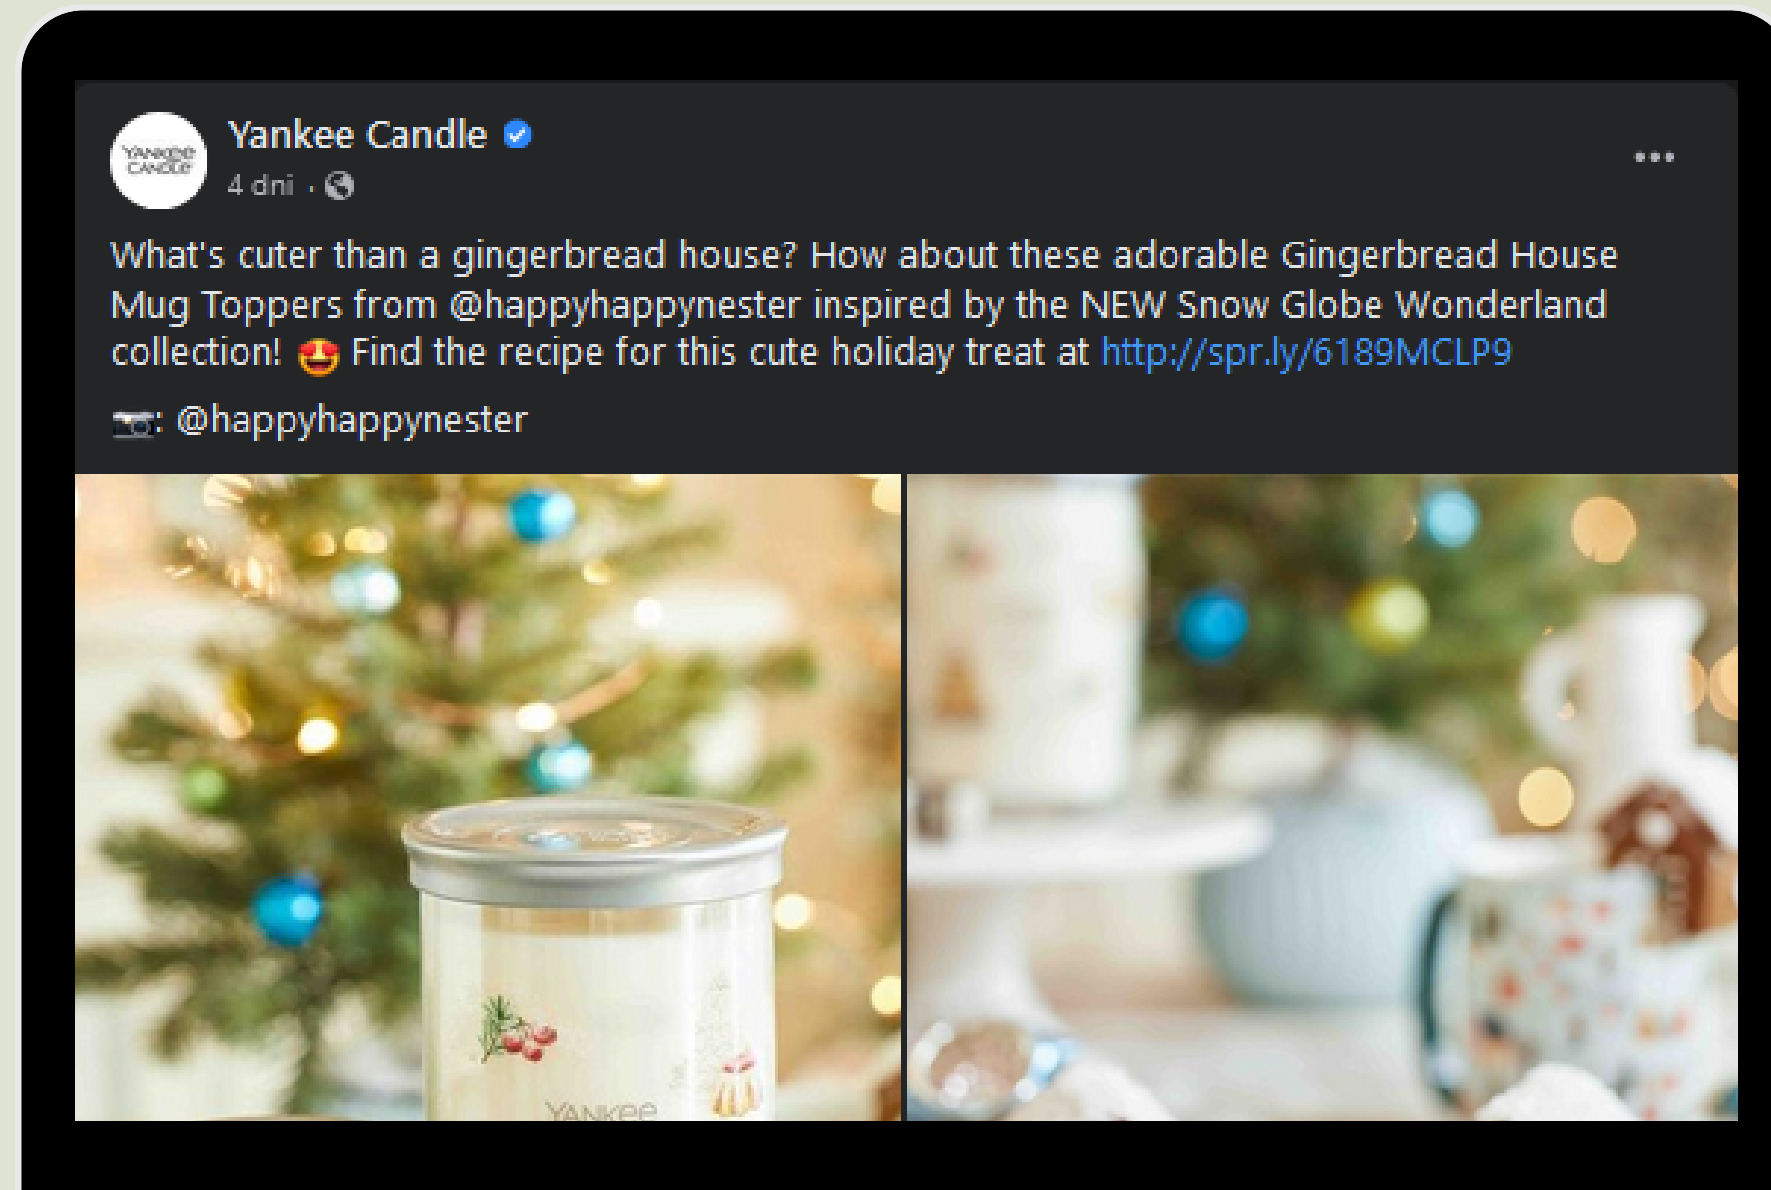 YANKEE
CANDLE
Yankee Candle
4 dni ·
What's cuter than a gingerbread house? How about these adorable Gingerbread House
Mug Toppers from @happyhappynester inspired by the NEW Snow Globe Wonderland
collection! 🤩 Find the recipe for this cute holiday treat at http://spr.ly/6189MCLP9
📷: @happyhappynester
YANKEE